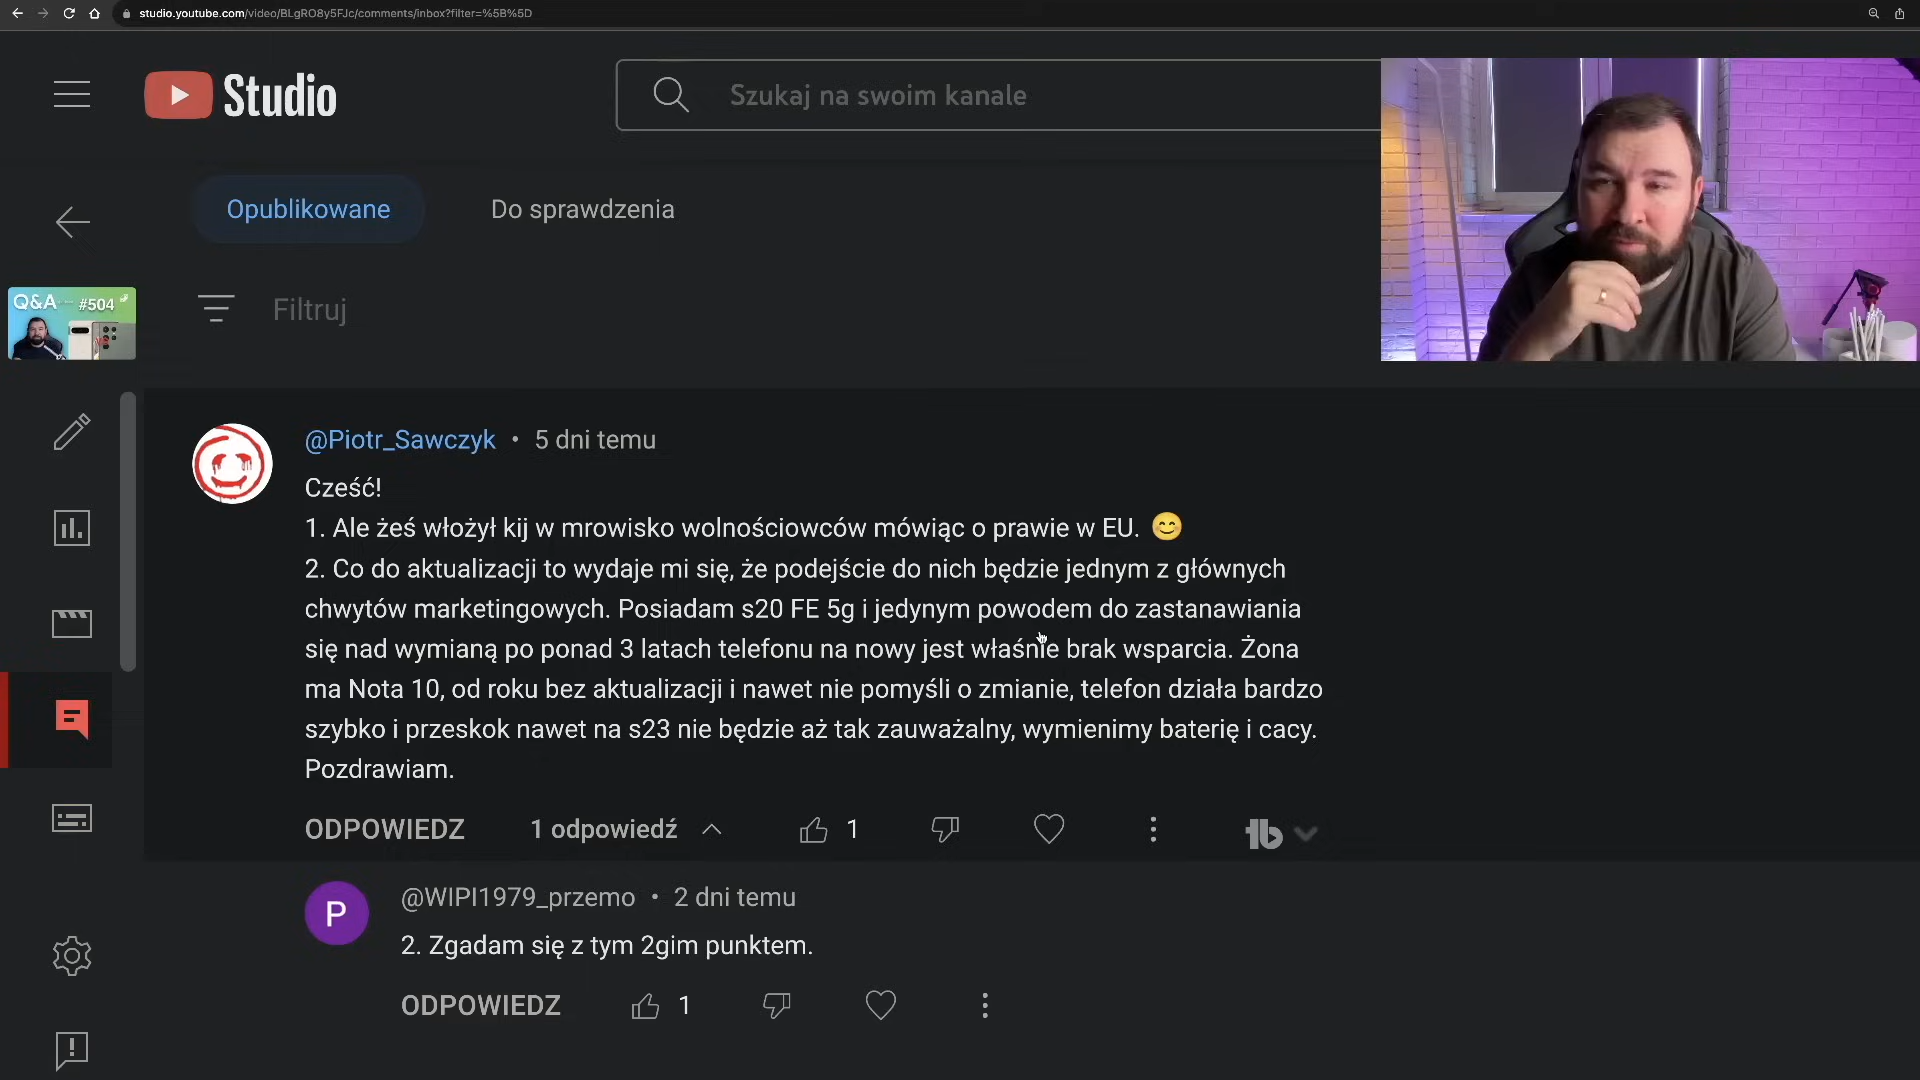 studio.youtube.com/video/BLgRO8y5FJc/comments/inbox?filter=%5B%5D
Studio
Szukaj na swoim kanale
Opublikowane
Do sprawdzenia
Q&A #504
Filtruj
@Piotr_Sawczyk • 5 dni temu
Cześć!
1. Ale żeś włożył kij w mrowisko wolnościowców mówiąc o prawie w EU. 😊
2. Co do aktualizacji to wydaje mi się, że podejście do nich będzie jednym z głównych
chwytów marketingowych. Posiadam s20 FE 5g i jedynym powodem do zastanawiania
się nad wymianą po ponad 3 latach telefonu na nowy jest właśnie brak wsparcia. Żona
ma Nota 10, od roku bez aktualizacji i nawet nie pomyśli o zmianie, telefon działa bardzo
szybko i przeskok nawet na s23 nie będzie aż tak zauważalny, wymienimy baterię i cacy.
Pozdrawiam.
ODPOWIEDZ
1 odpowiedź
1
tb
P
@WIPI1979_przemo • 2 dni temu
2. Zgadam się z tym 2gim punktem.
ODPOWIEDZ
1